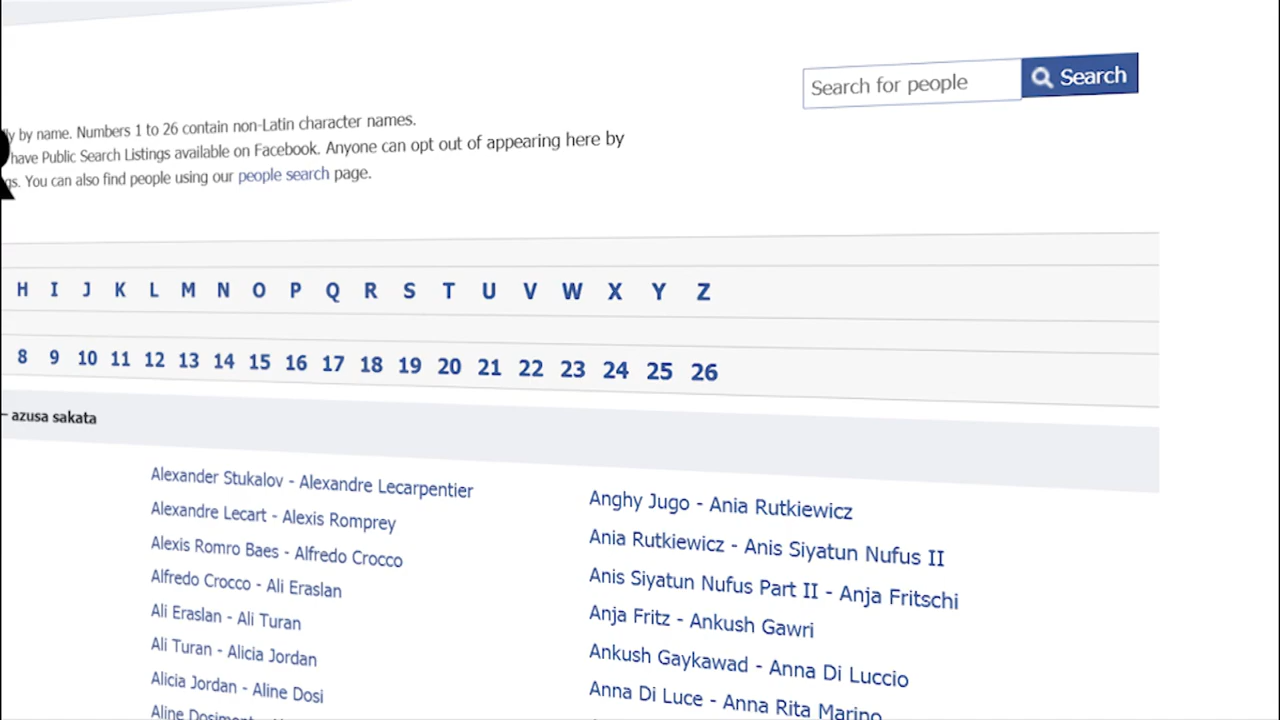 Search for people
Search
by name. Numbers 1 to 26 contain non-Latin character names.
have Public Search Listings available on Facebook. Anyone can opt out of appearing here by
You can also find people using our people search page.
H I J K L M N O P Q R S T U V W X Y Z
8 9 10 11 12 13 14 15 16 17 18 19 20 21 22 23 24 25 26
– azusa sakata
Alexander Stukalov - Alexandre Lecarpentier
Alexandre Lecart - Alexis Romprey
Alexis Romro Baes - Alfredo Crocco
Alfredo Crocco - Ali Eraslan
Ali Eraslan - Ali Turan
Ali Turan - Alicia Jordan
Alicia Jordan - Aline Dosi
Anghy Jugo - Ania Rutkiewicz
Ania Rutkiewicz - Anis Siyatun Nufus II
Anis Siyatun Nufus Part II - Anja Fritschi
Anja Fritz - Ankush Gawri
Ankush Gaykawad - Anna Di Luccio
Anna Di Luce - Anna Rita Marino